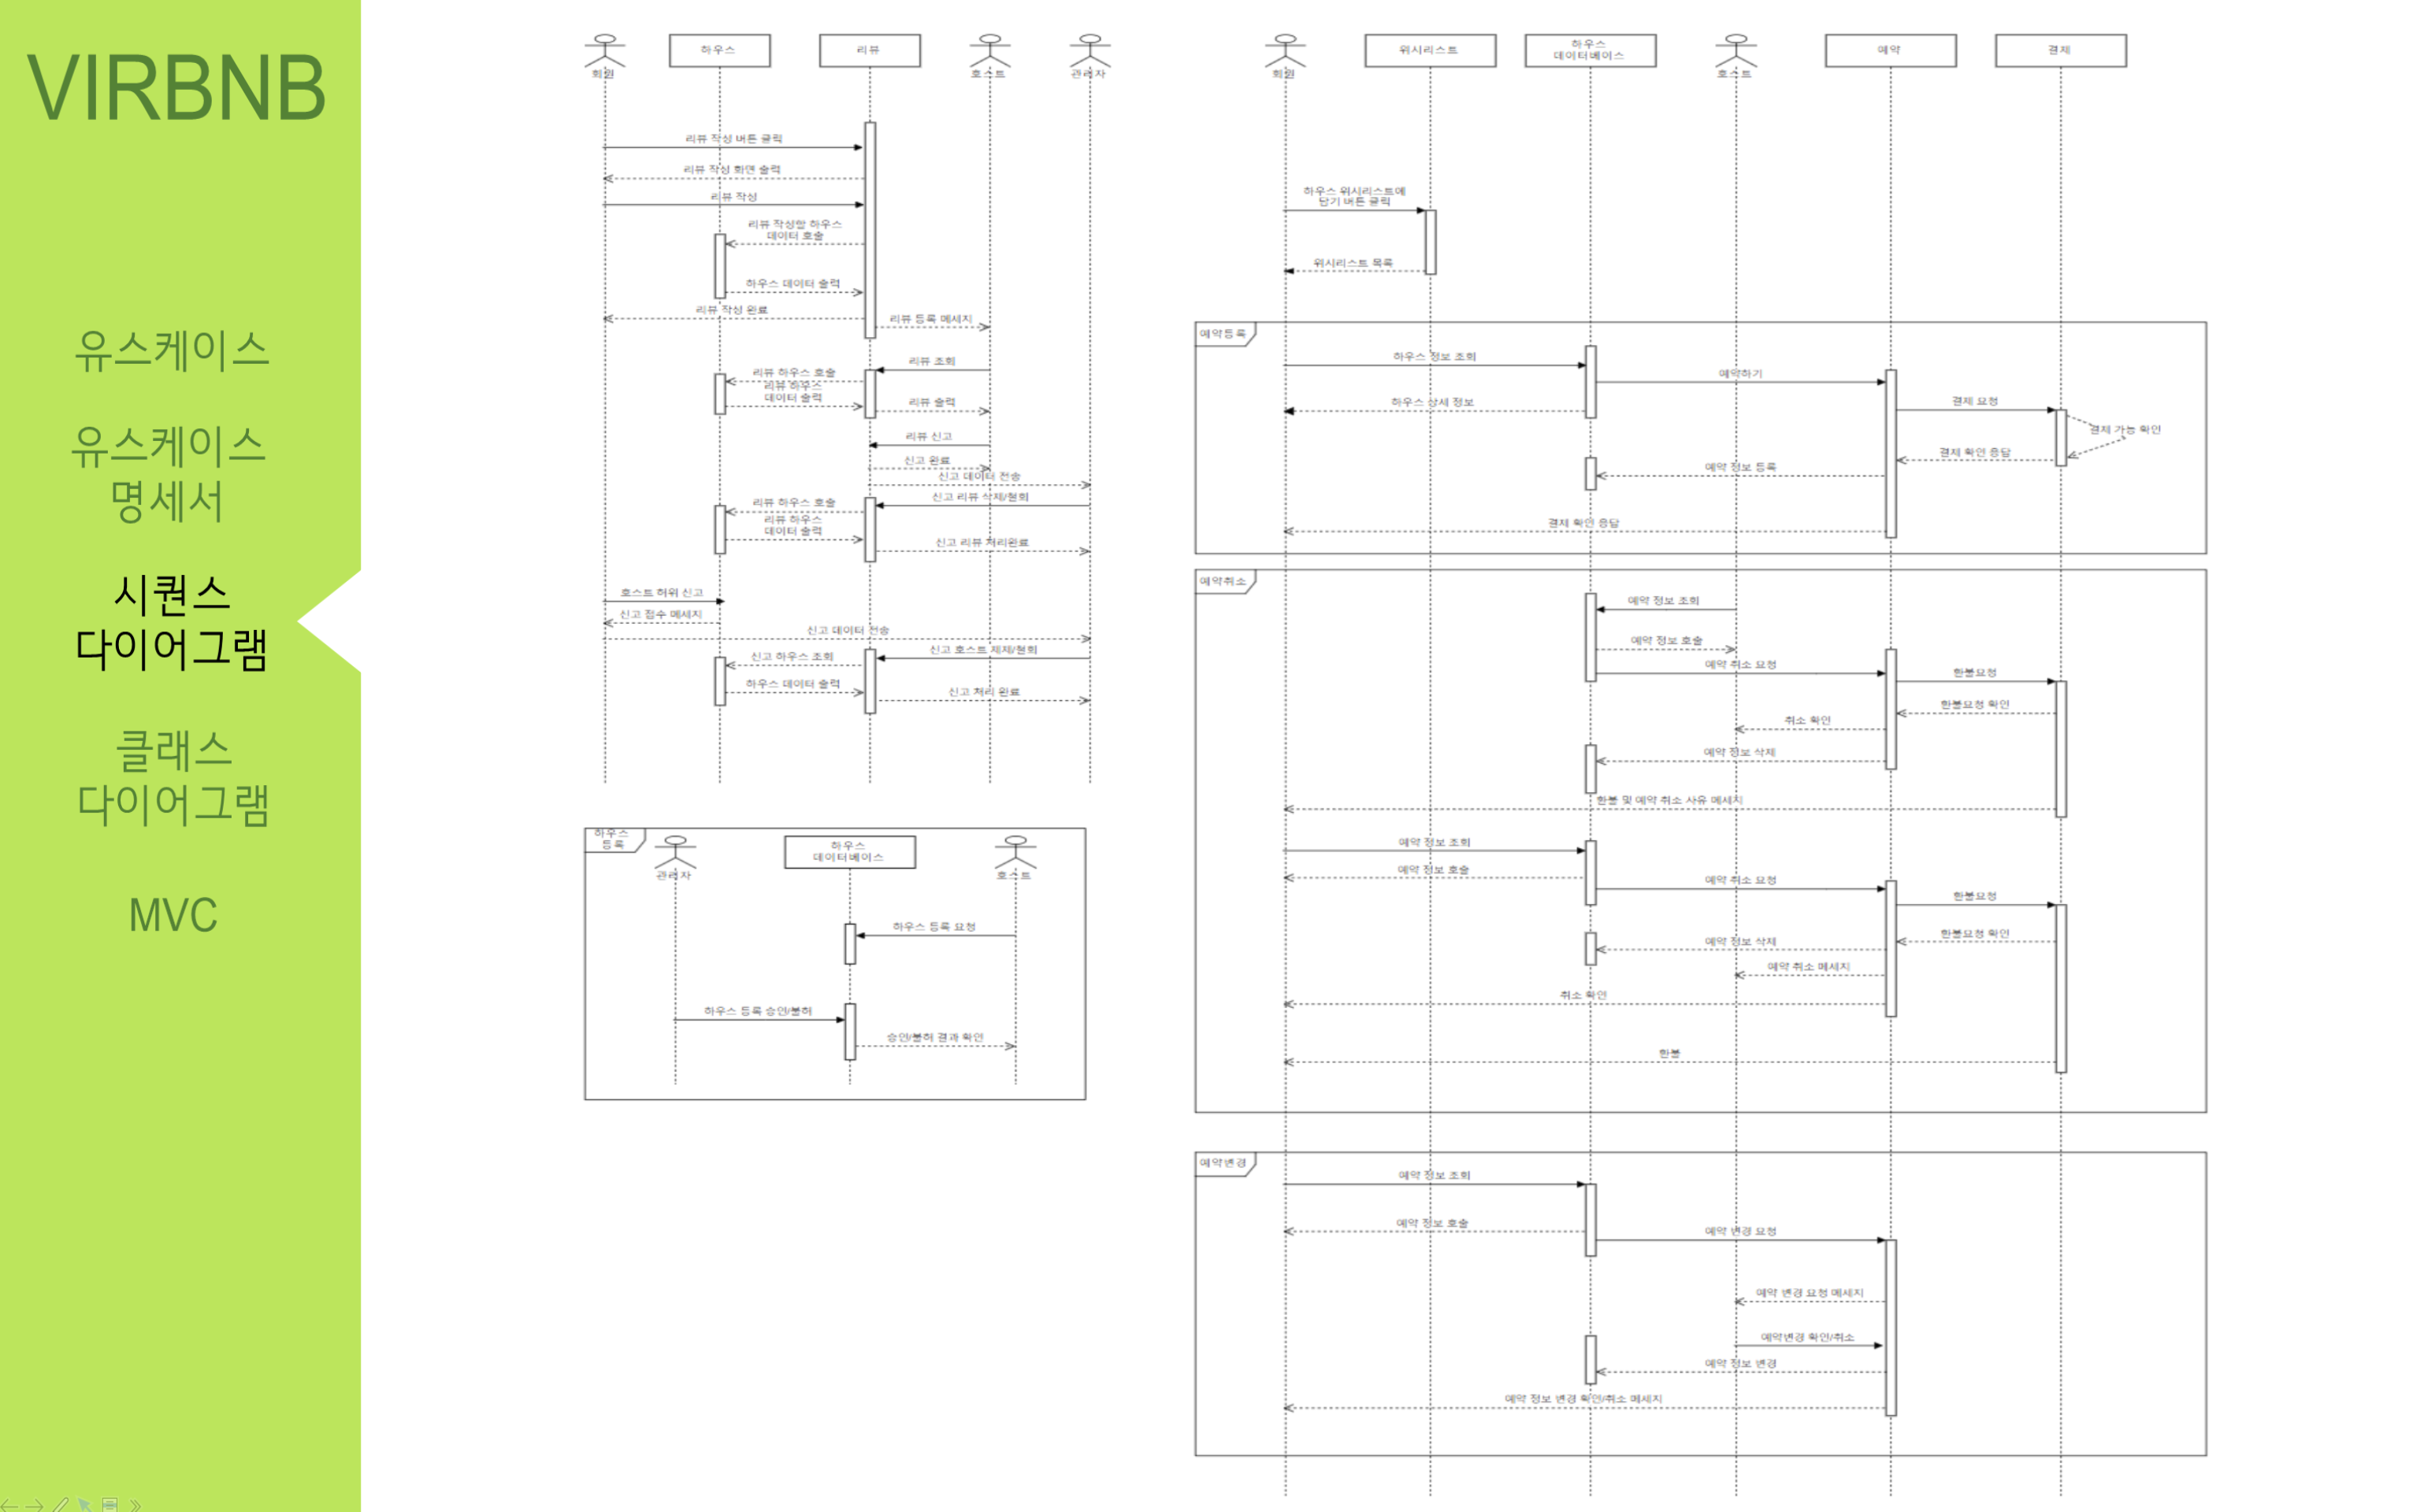 VIRBNB
유스케이스
유스케이스
명세서
시퀀스
다이어그램
클래스
다이어그램
MVC
회원
하우스
리뷰
호스트
관리자
리뷰 작성 버튼 클릭
리뷰 작성 화면 출력
리뷰 작성
리뷰 작성할 하우스
데이터 호출
하우스 데이터 출력
리뷰 작성 완료
리뷰 등록 메세지
리뷰 조회
리뷰 하우스 호출
리뷰 하우스
데이터 출력
리뷰 출력
리뷰 신고
신고 완료
신고 데이터 전송
신고 리뷰 삭제/철회
리뷰 하우스 호출
리뷰 하우스
데이터 출력
신고 리뷰 처리완료
호스트 허위 신고
신고 접수 메세지
신고 데이터 전송
신고 호스트 제제/철회
신고 하우스 조회
하우스 데이터 출력
신고 처리 완료
하우스
등록
관리자
하우스
데이터베이스
호스트
하우스 등록 요청
하우스 등록 승인/불허
승인/불허 결과 확인
회원
위시리스트
하우스
데이터베이스
호스트
예약
결제
하우스 위시리스트에
담기 버튼 클릭
위시리스트 목록
예약등록
하우스 정보 조회
예약하기
하우스 상세 정보
결제 요청
결제 가능 확인
결제 확인 응답
예약 정보 등록
결제 확인 응답
예약취소
예약 정보 조회
예약 정보 호출
예약 취소 요청
환불요청
환불요청 확인
취소 확인
예약 정보 삭제
환불 및 예약 취소 사유 메세지
예약 정보 조회
예약 정보 호출
예약 취소 요청
환불요청
환불요청 확인
예약 정보 삭제
예약 취소 메세지
취소 확인
환불
예약변경
예약 정보 조회
예약 정보 호출
예약 변경 요청
예약 변경 요청 메세지
예약변경 확인/취소
예약 정보 변경
예약 정보 변경 확인/취소 메세지